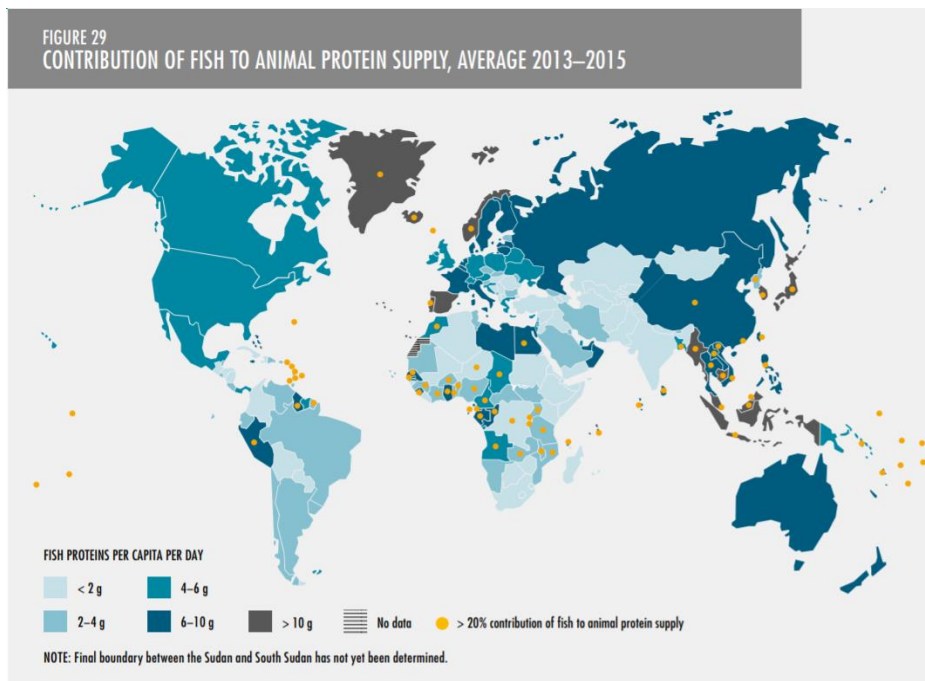 FIGURE 29
CONTRIBUTION OF FISH TO ANIMAL PROTEIN SUPPLY, AVERAGE 2013–2015
FISH PROTEINS PER CAPITA PER DAY
< 2 g
4–6 g
2–4 g
6–10 g
> 10 g
No data
> 20% contribution of fish to animal protein supply
NOTE: Final boundary between the Sudan and South Sudan has not yet been determined.